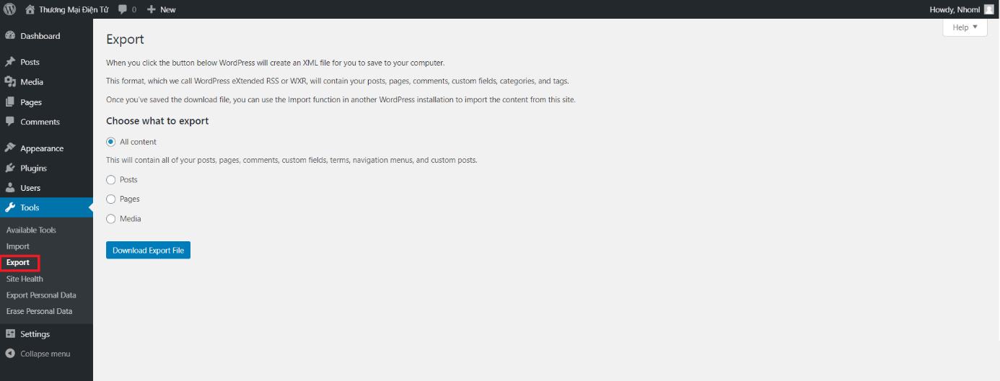 Thương Mại Điện Tử 0 New Howdy, Nhoml
Help
Dashboard
Posts
Media
Pages
Comments
Appearance
Plugins
Users
Tools
Available Tools
Import
Export
Site Health
Export Personal Data
Erase Personal Data
Settings
Collapse menu
Export
When you click the button below WordPress will create an XML file for you to save to your computer.
This format, which we call WordPress eXtended RSS or WXR, will contain your posts, pages, comments, custom fields, categories, and tags.
Once you've saved the download file, you can use the Import function in another WordPress installation to import the content from this site.
Choose what to export
All content
This will contain all of your posts, pages, comments, custom fields, terms, navigation menus, and custom posts.
Posts
Pages
Media
Download Export File